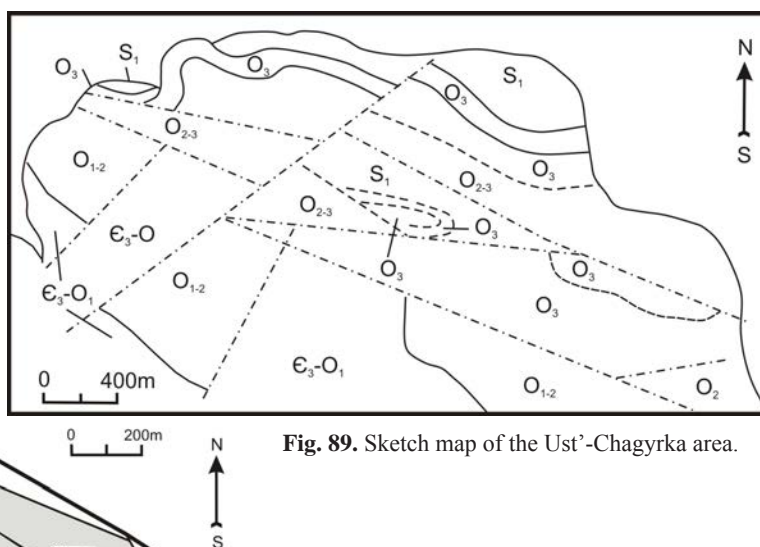 S₁
N
O₃
O₃
S₁
O₃
O₂₋₃
O₁₋₂
O₃
S₁
O₂₋₃
S
O₂₋₃
O₃
Є₃-O
O₃
O₃
Є₃-O₁
O₁₋₂
O₃
Є₃-O₁
0 400m
O₁₋₂
O₂
0 200m
N
Fig. 89. Sketch map of the Ust’-Chagyrka area.
S